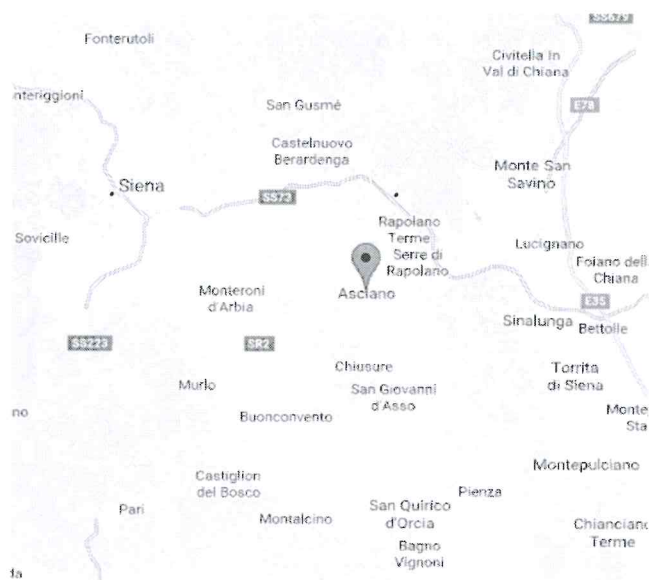 SS679
Fonterutoli
Civitella In
Val di Chiana
nteriggioni
San Gusmè
E78
Castelnuovo
Berardenga
Monte San
Savino
Siena
SS73
Rapolano
Terme
Sovicille
Lucignano
Serre di
Rapolano
Foiano dell
Chiana
Asciano
Monteroni
d'Arbia
E35
Sinalunga
Bettolle
SS223
SR2
Chiusure
Torrita
di Siena
Murlo
San Giovanni
d'Asso
no
Buonconvento
Monte
Sta
Montepulciano
Castiglion
del Bosco
Pienza
Pari
San Quirico
d'Orcia
Montalcino
Chianciano
Terme
Bagno
Vignoni
da